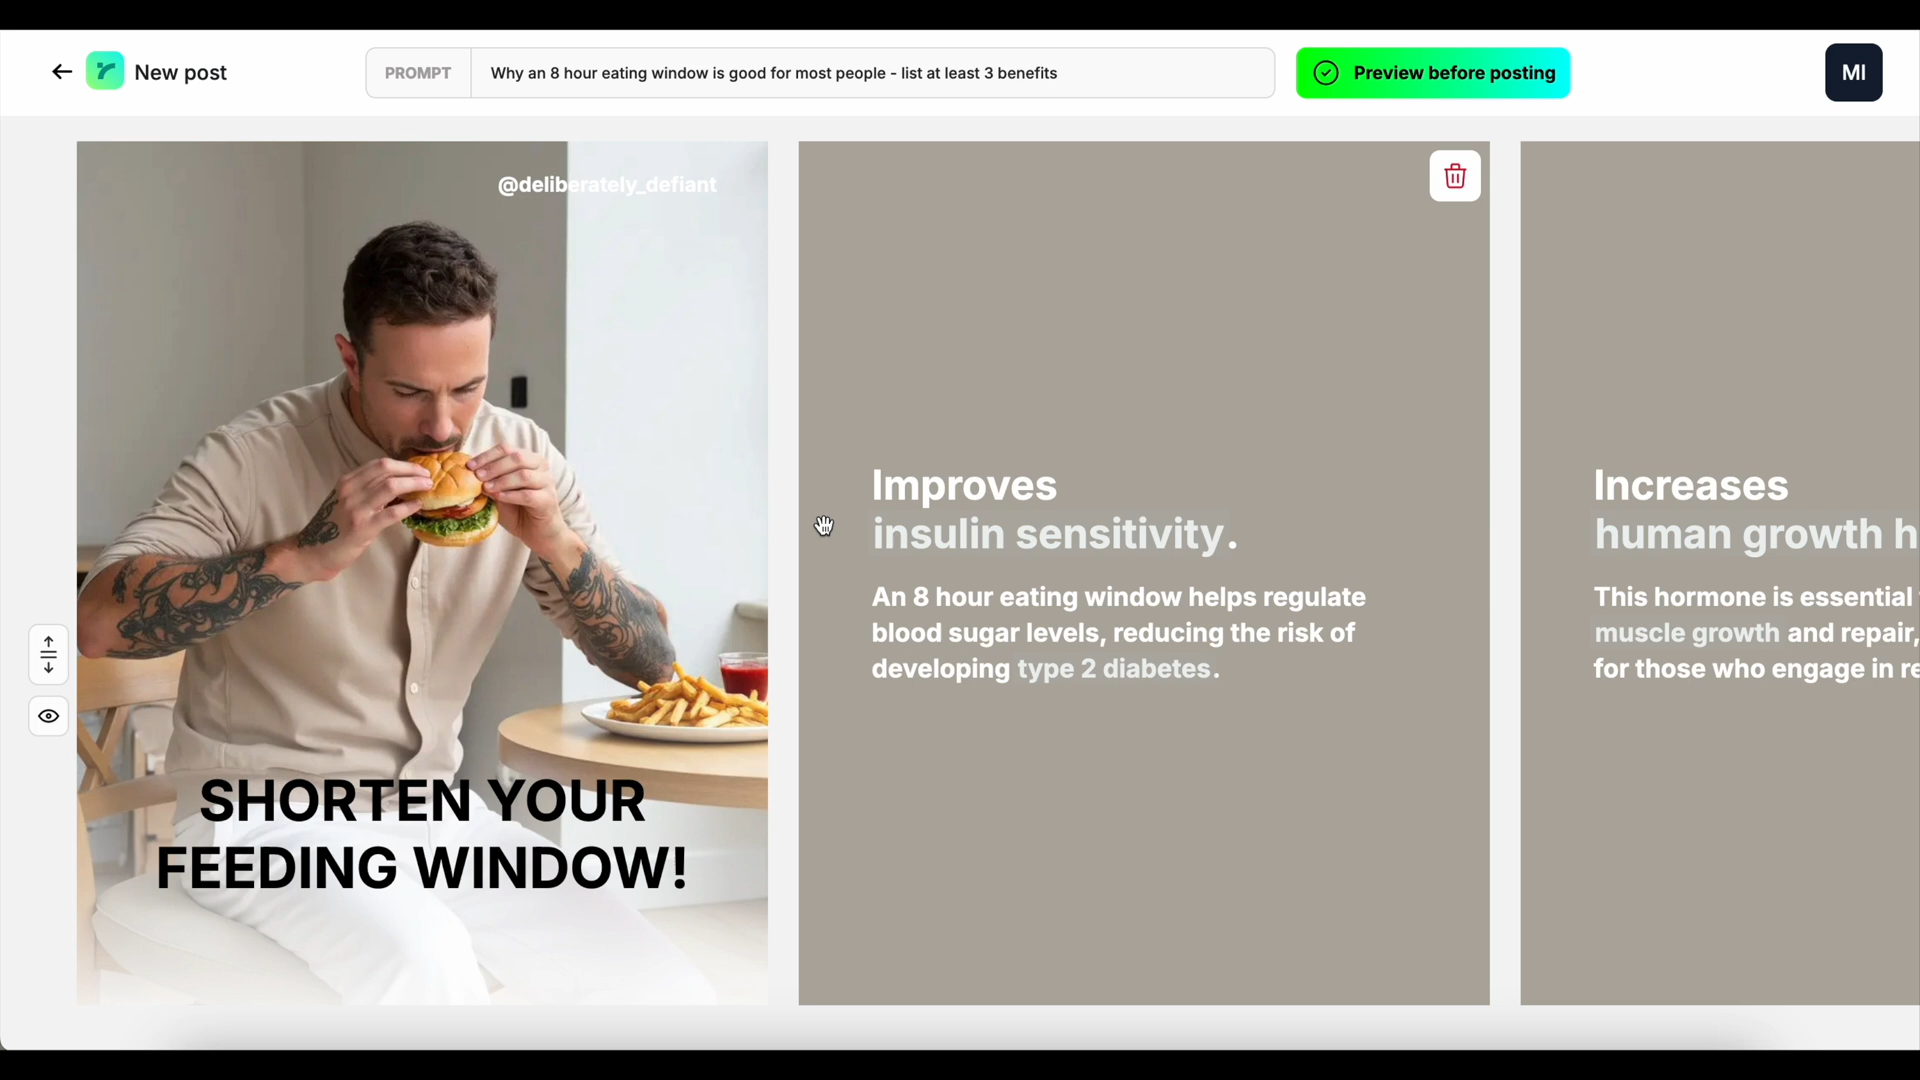 New post
PROMPT
Why an 8 hour eating window is good for most people - list at least 3 benefits
Preview before posting
MI
@deliberately_defiant
SHORTEN YOUR
FEEDING WINDOW!
Improves
insulin sensitivity.
An 8 hour eating window helps regulate
blood sugar levels, reducing the risk of
developing type 2 diabetes.
Increases
human growth h
This hormone is essential
muscle growth and repair,
for those who engage in re